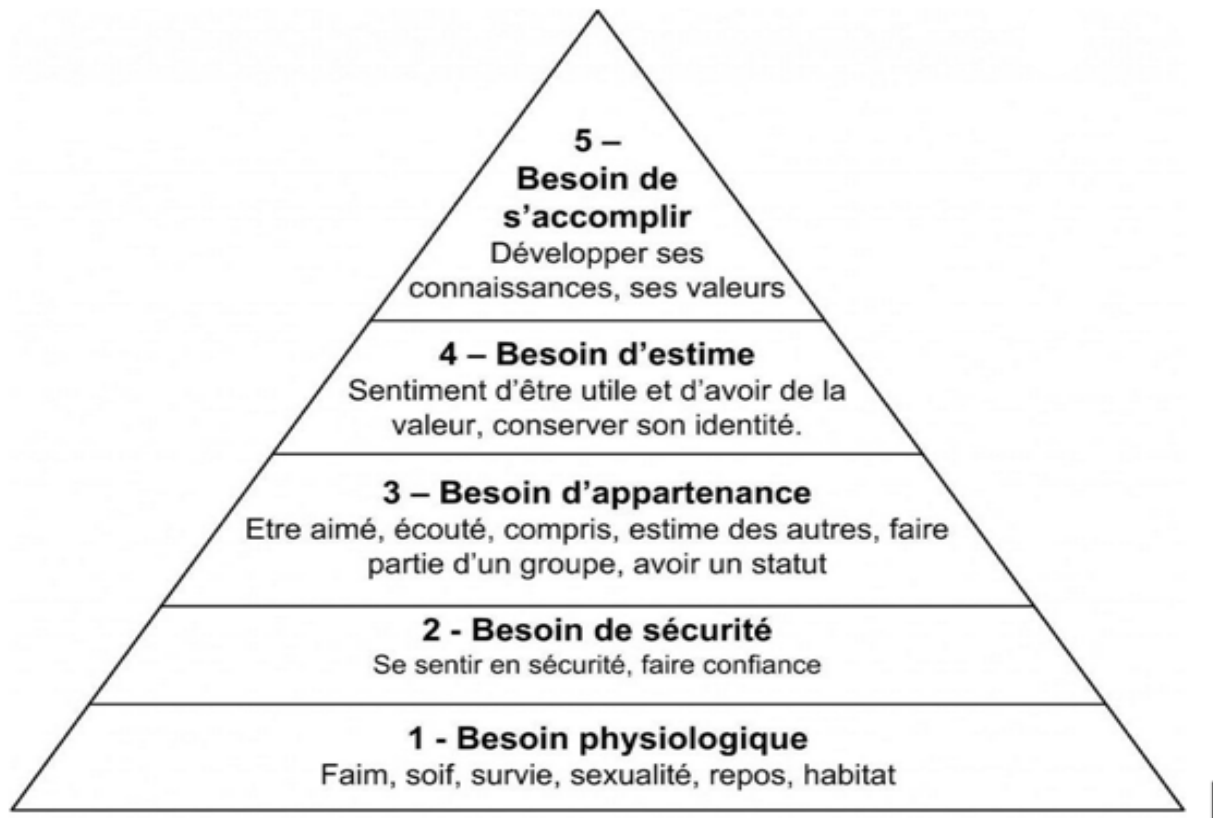 5 –
Besoin de
s’accomplir
Développer ses
connaissances, ses valeurs
4 – Besoin d’estime
Sentiment d’être utile et d’avoir de la
valeur, conserver son identité.
3 – Besoin d’appartenance
Etre aimé, écouté, compris, estime des autres, faire
partie d’un groupe, avoir un statut
2 - Besoin de sécurité
Se sentir en sécurité, faire confiance
1 - Besoin physiologique
Faim, soif, survie, sexualité, repos, habitat